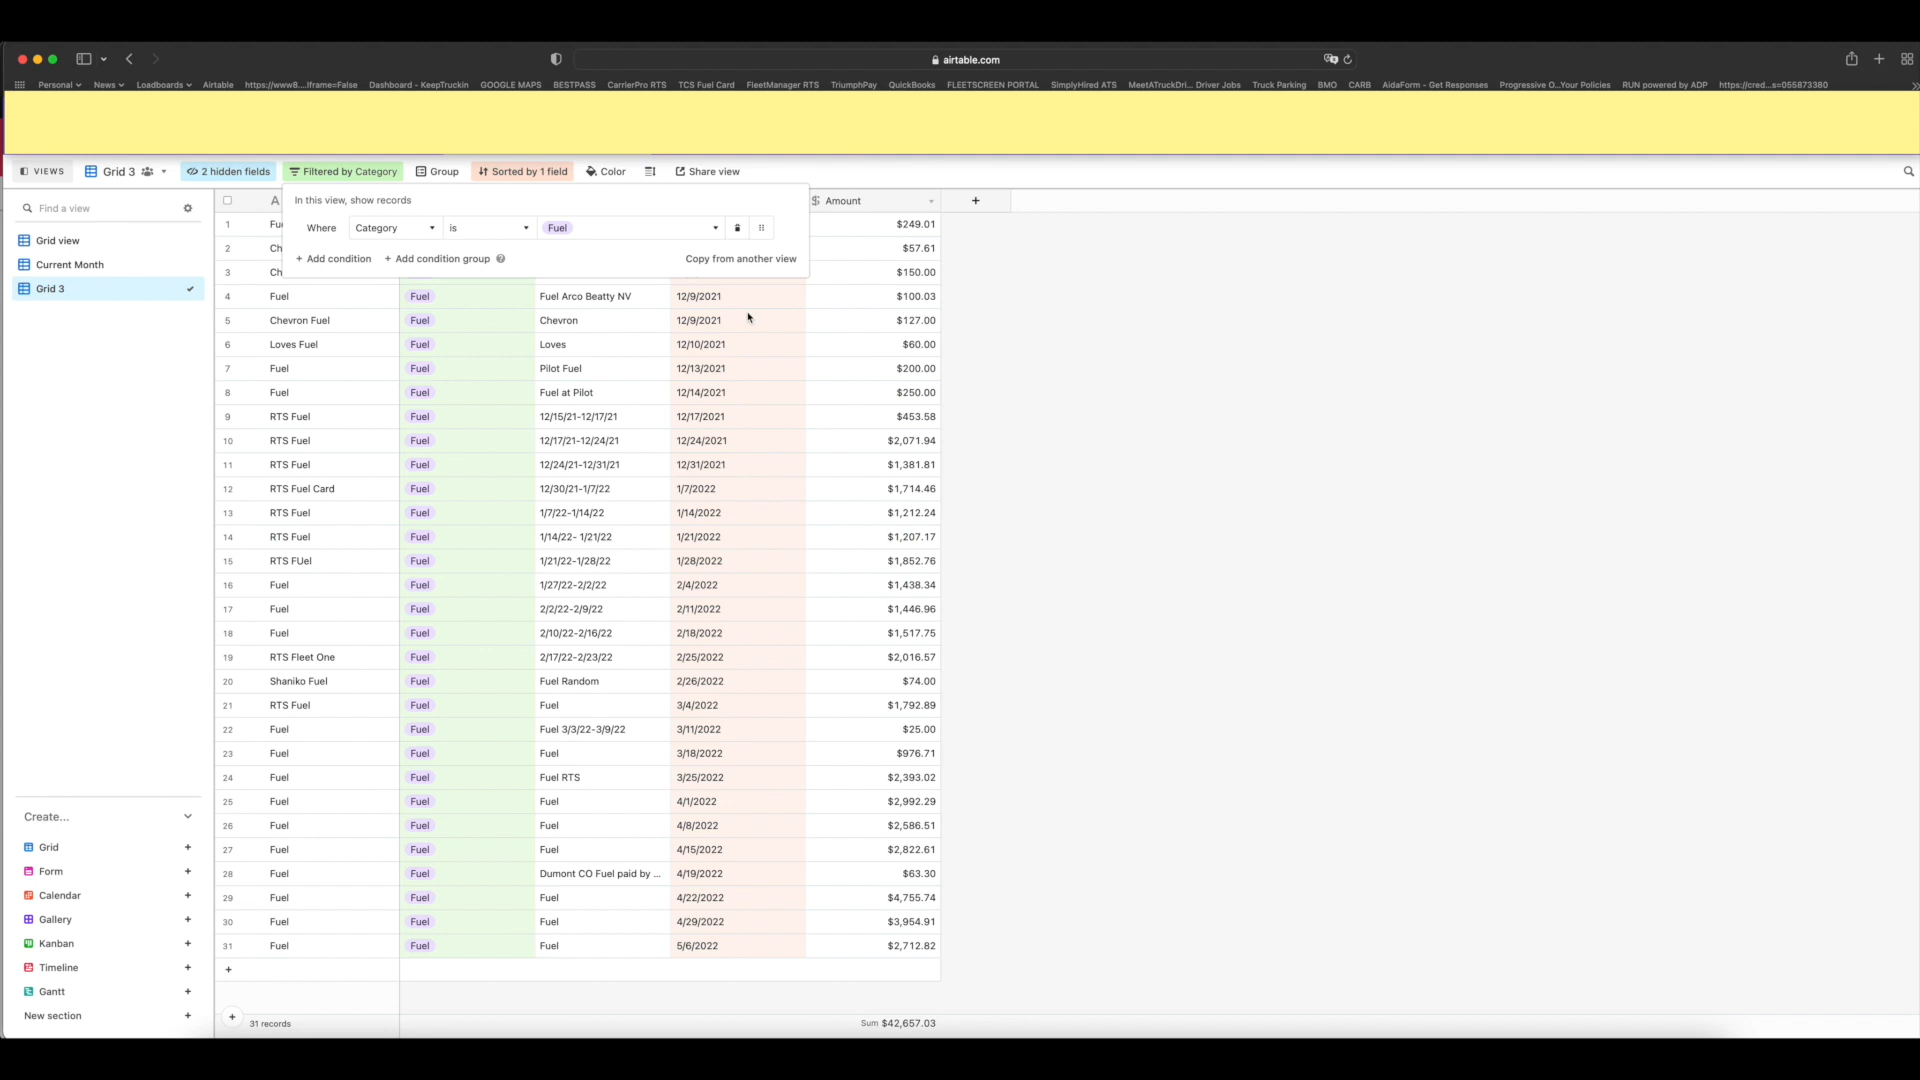 airtable.com
Personal News Loadboards Airtable https://www8....Iframe=False Dashboard - KeepTruckin GOOGLE MAPS BESTPASS CarrierPro RTS TCS Fuel Card FleetManager RTS TriumphPay QuickBooks FLEETSCREEN PORTAL SimplyHired ATS MeetATruckDri... Driver Jobs Truck Parking BMO CARB AidaForm - Get Responses Progressive O...Your Policies RUN powered by ADP https://cred...s=055873380
VIEWS Grid 3 2 hidden fields Filtered by Category Group Sorted by 1 field Color Share view
Find a view
Grid view
Current Month
Grid 3
In this view, show records
Where Category is Fuel
+ Add condition + Add condition group Copy from another view
A Amount +
1 Fu $249.01
2 Ch $57.61
3 Ch $150.00
4 Fuel Fuel Fuel Arco Beatty NV 12/9/2021 $100.03
5 Chevron Fuel Fuel Chevron 12/9/2021 $127.00
6 Loves Fuel Fuel Loves 12/10/2021 $60.00
7 Fuel Fuel Pilot Fuel 12/13/2021 $200.00
8 Fuel Fuel Fuel at Pilot 12/14/2021 $250.00
9 RTS Fuel Fuel 12/15/21-12/17/21 12/17/2021 $453.58
10 RTS Fuel Fuel 12/17/21-12/24/21 12/24/2021 $2,071.94
11 RTS Fuel Fuel 12/24/21-12/31/21 12/31/2021 $1,381.81
12 RTS Fuel Card Fuel 12/30/21-1/7/22 1/7/2022 $1,714.46
13 RTS Fuel Fuel 1/7/22-1/14/22 1/14/2022 $1,212.24
14 RTS Fuel Fuel 1/14/22- 1/21/22 1/21/2022 $1,207.17
15 RTS FUel Fuel 1/21/22-1/28/22 1/28/2022 $1,852.76
16 Fuel Fuel 1/27/22-2/2/22 2/4/2022 $1,438.34
17 Fuel Fuel 2/2/22-2/9/22 2/11/2022 $1,446.96
18 Fuel Fuel 2/10/22-2/16/22 2/18/2022 $1,517.75
19 RTS Fleet One Fuel 2/17/22-2/23/22 2/25/2022 $2,016.57
20 Shaniko Fuel Fuel Fuel Random 2/26/2022 $74.00
21 RTS Fuel Fuel Fuel 3/4/2022 $1,792.89
22 Fuel Fuel Fuel 3/3/22-3/9/22 3/11/2022 $25.00
23 Fuel Fuel Fuel 3/18/2022 $976.71
24 Fuel Fuel Fuel RTS 3/25/2022 $2,393.02
25 Fuel Fuel Fuel 4/1/2022 $2,992.29
26 Fuel Fuel Fuel 4/8/2022 $2,586.51
27 Fuel Fuel Fuel 4/15/2022 $2,822.61
28 Fuel Fuel Dumont CO Fuel paid by ... 4/19/2022 $63.30
29 Fuel Fuel Fuel 4/22/2022 $4,755.74
30 Fuel Fuel Fuel 4/29/2022 $3,954.91
31 Fuel Fuel Fuel 5/6/2022 $2,712.82
+
+ 31 records Sum $42,657.03
Create...
Grid +
Form +
Calendar +
Gallery +
Kanban +
Timeline +
Gantt +
New section +